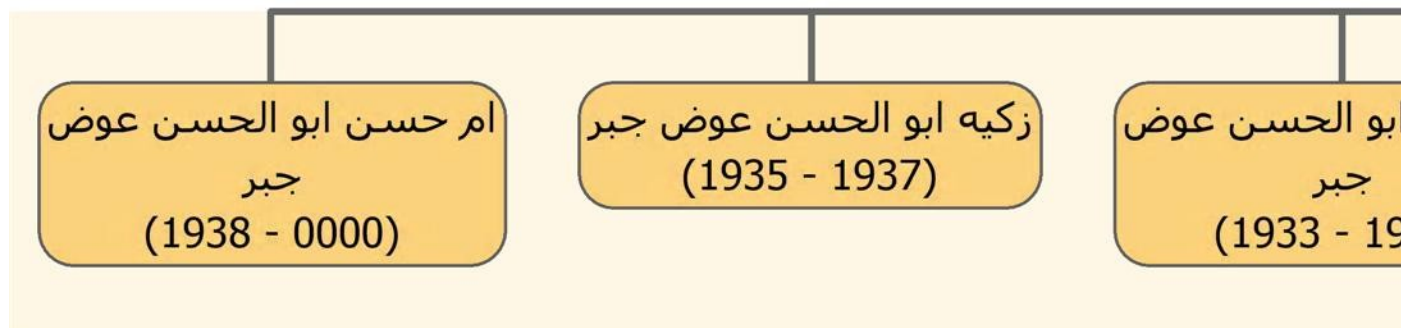 ام حسن ابو الحسن عوض
جبر
(1938 - 0000)
زكيه ابو الحسن عوض جبر
(1935 - 1937)
ابو الحسن عوض
جبر
(1933 - 19